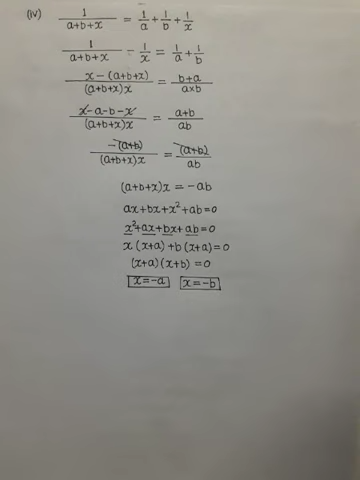 (iv) 1/(a+b+x) = 1/a + 1/b + 1/x
1/(a+b+x) - 1/x = 1/a + 1/b
(x-(a+b+x))/((a+b+x)x) = (b+a)/(a×b)
(x-a-b-x)/((a+b+x)x) = (a+b)/(ab)
-(a+b)/((a+b+x)x) = (a+b)/(ab)
(a+b+x)x = -ab
ax+bx+x²+ab=0
x²+ax+bx+ab=0
x(x+a)+b(x+a)=0
(x+a)(x+b)=0
x=-a x=-b